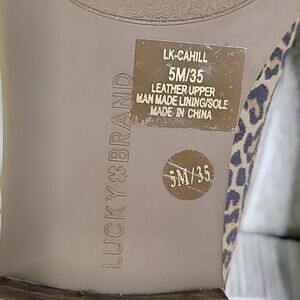 LK-CAHILL
5M/35
LEATHER UPPER
MAN MADE LINING/SOLE
MADE IN CHINA
5M/35
LUCKY BRAND